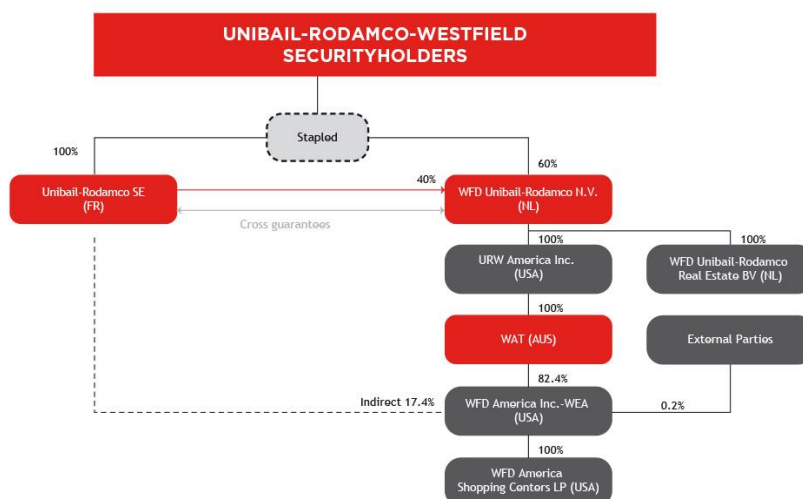 UNIBAIL-RODAMCO-WESTFIELD
SECURITYHOLDERS
Stapled
100%
60%
Unibail-Rodamco SE
(FR)
40%
WFD Unibail-Rodamco N.V.
(NL)
Cross guarantees
100%
100%
URW America Inc.
(USA)
WFD Unibail-Rodamco
Real Estate BV (NL)
100%
WAT (AUS)
External Parties
82.4%
Indirect 17.4%
WFD America Inc.-WEA
(USA)
0.2%
100%
WFD America
Shopping Centers LP (USA)